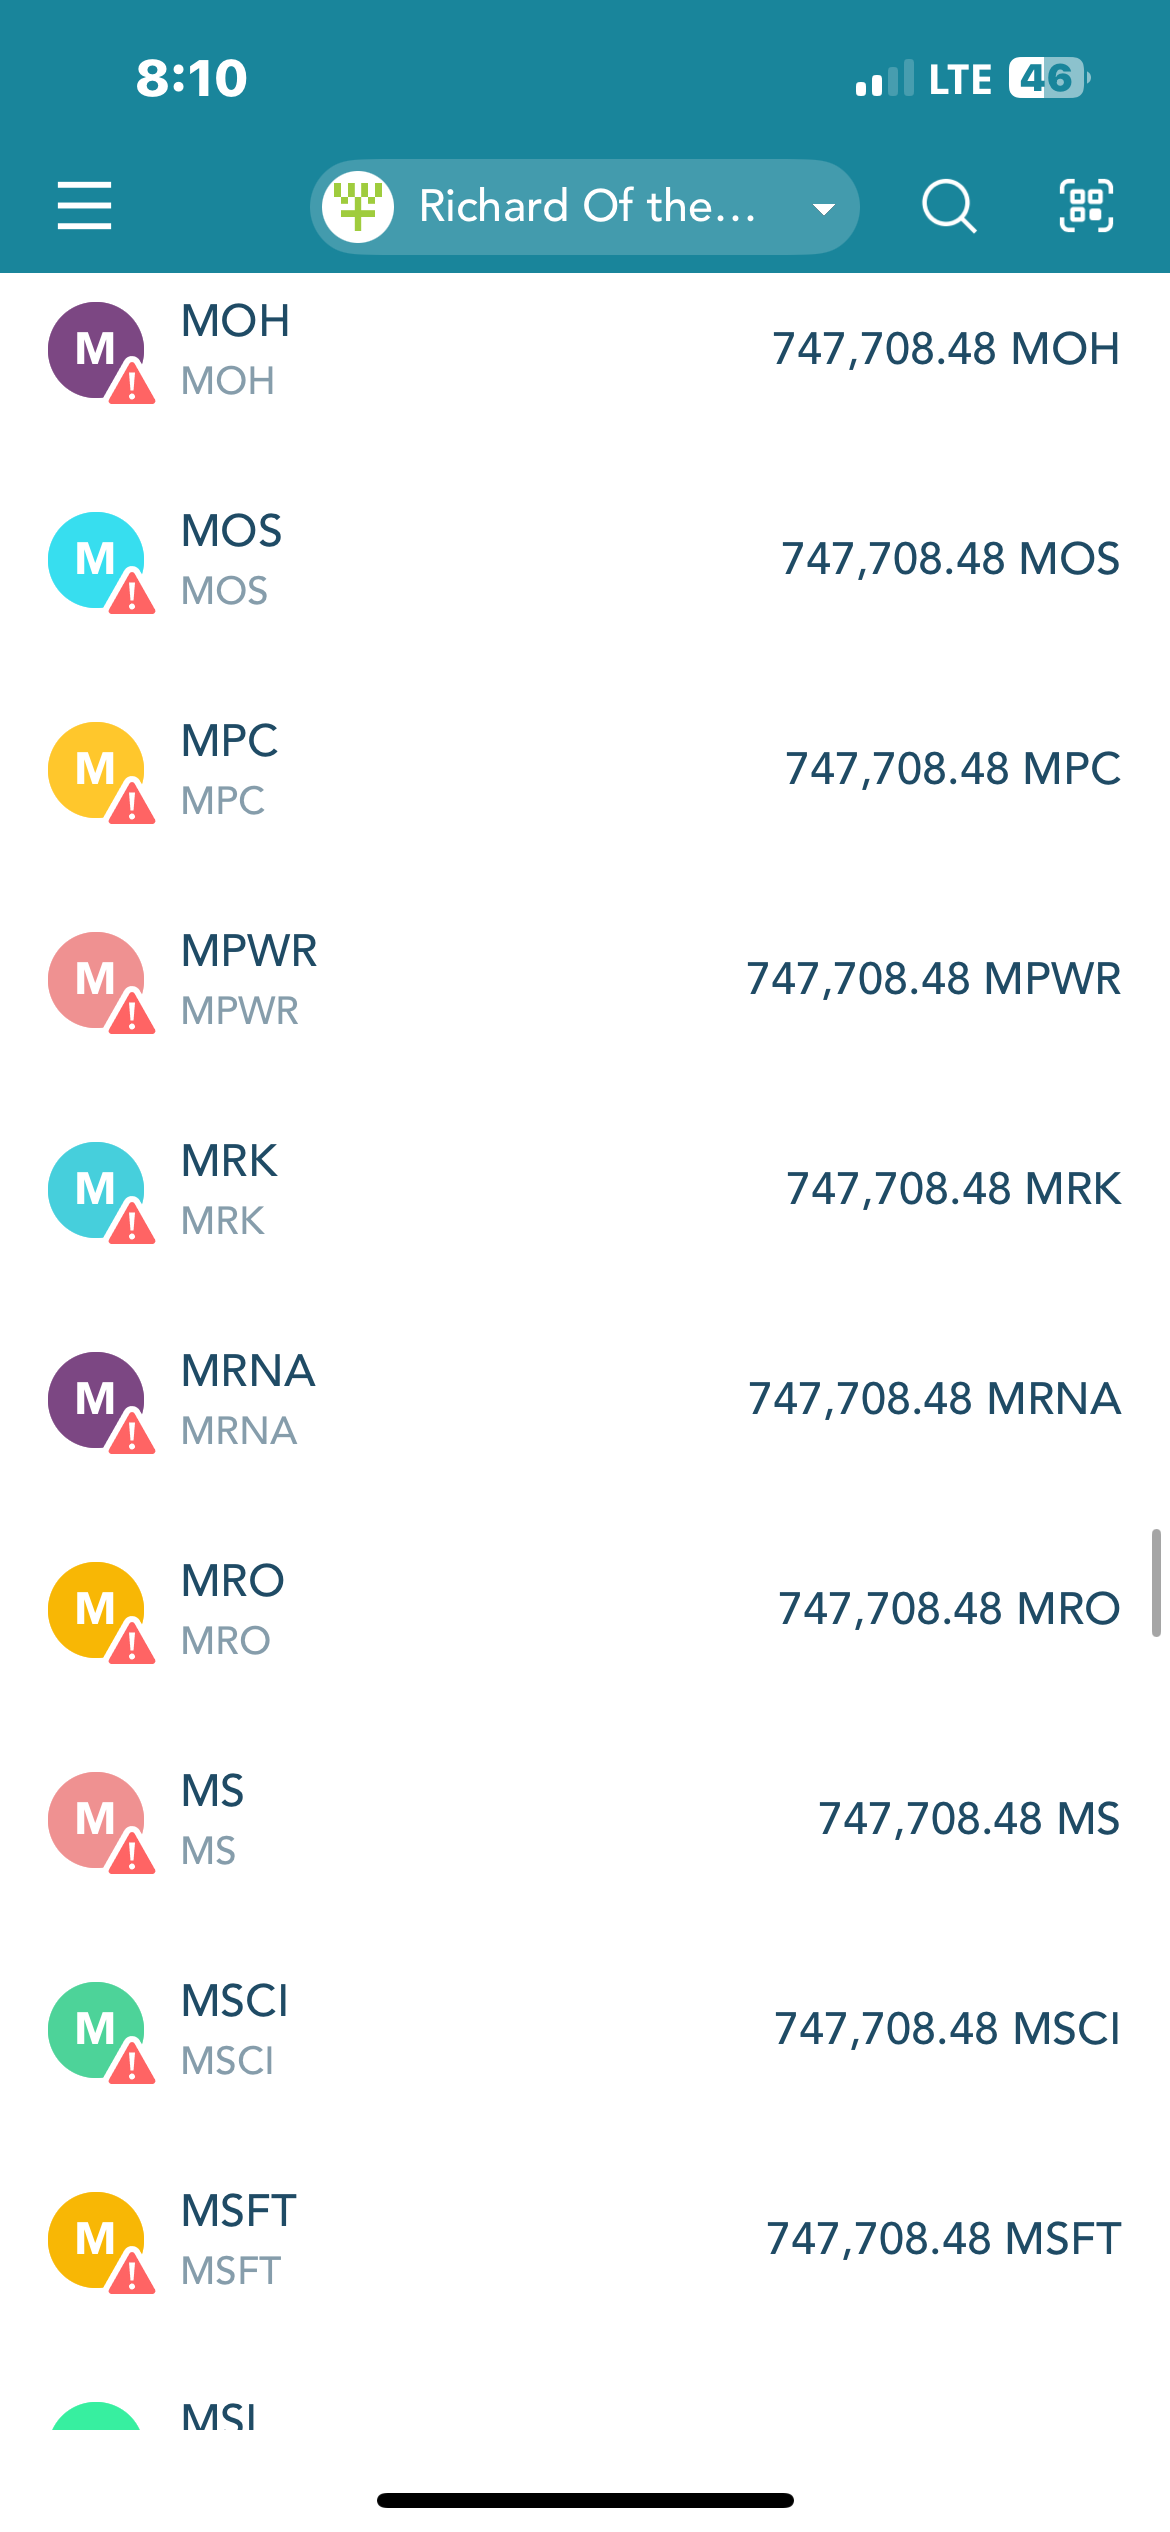 8:10 LTE 46
Richard Of the...
MOH
MOH
747,708.48 MOH
MOS
MOS
747,708.48 MOS
MPC
MPC
747,708.48 MPC
MPWR
MPWR
747,708.48 MPWR
MRK
MRK
747,708.48 MRK
MRNA
MRNA
747,708.48 MRNA
MRO
MRO
747,708.48 MRO
MS
MS
747,708.48 MS
MSCI
MSCI
747,708.48 MSCI
MSFT
MSFT
747,708.48 MSFT
MSI
M
M
M
M
M
M
M
M
M
M